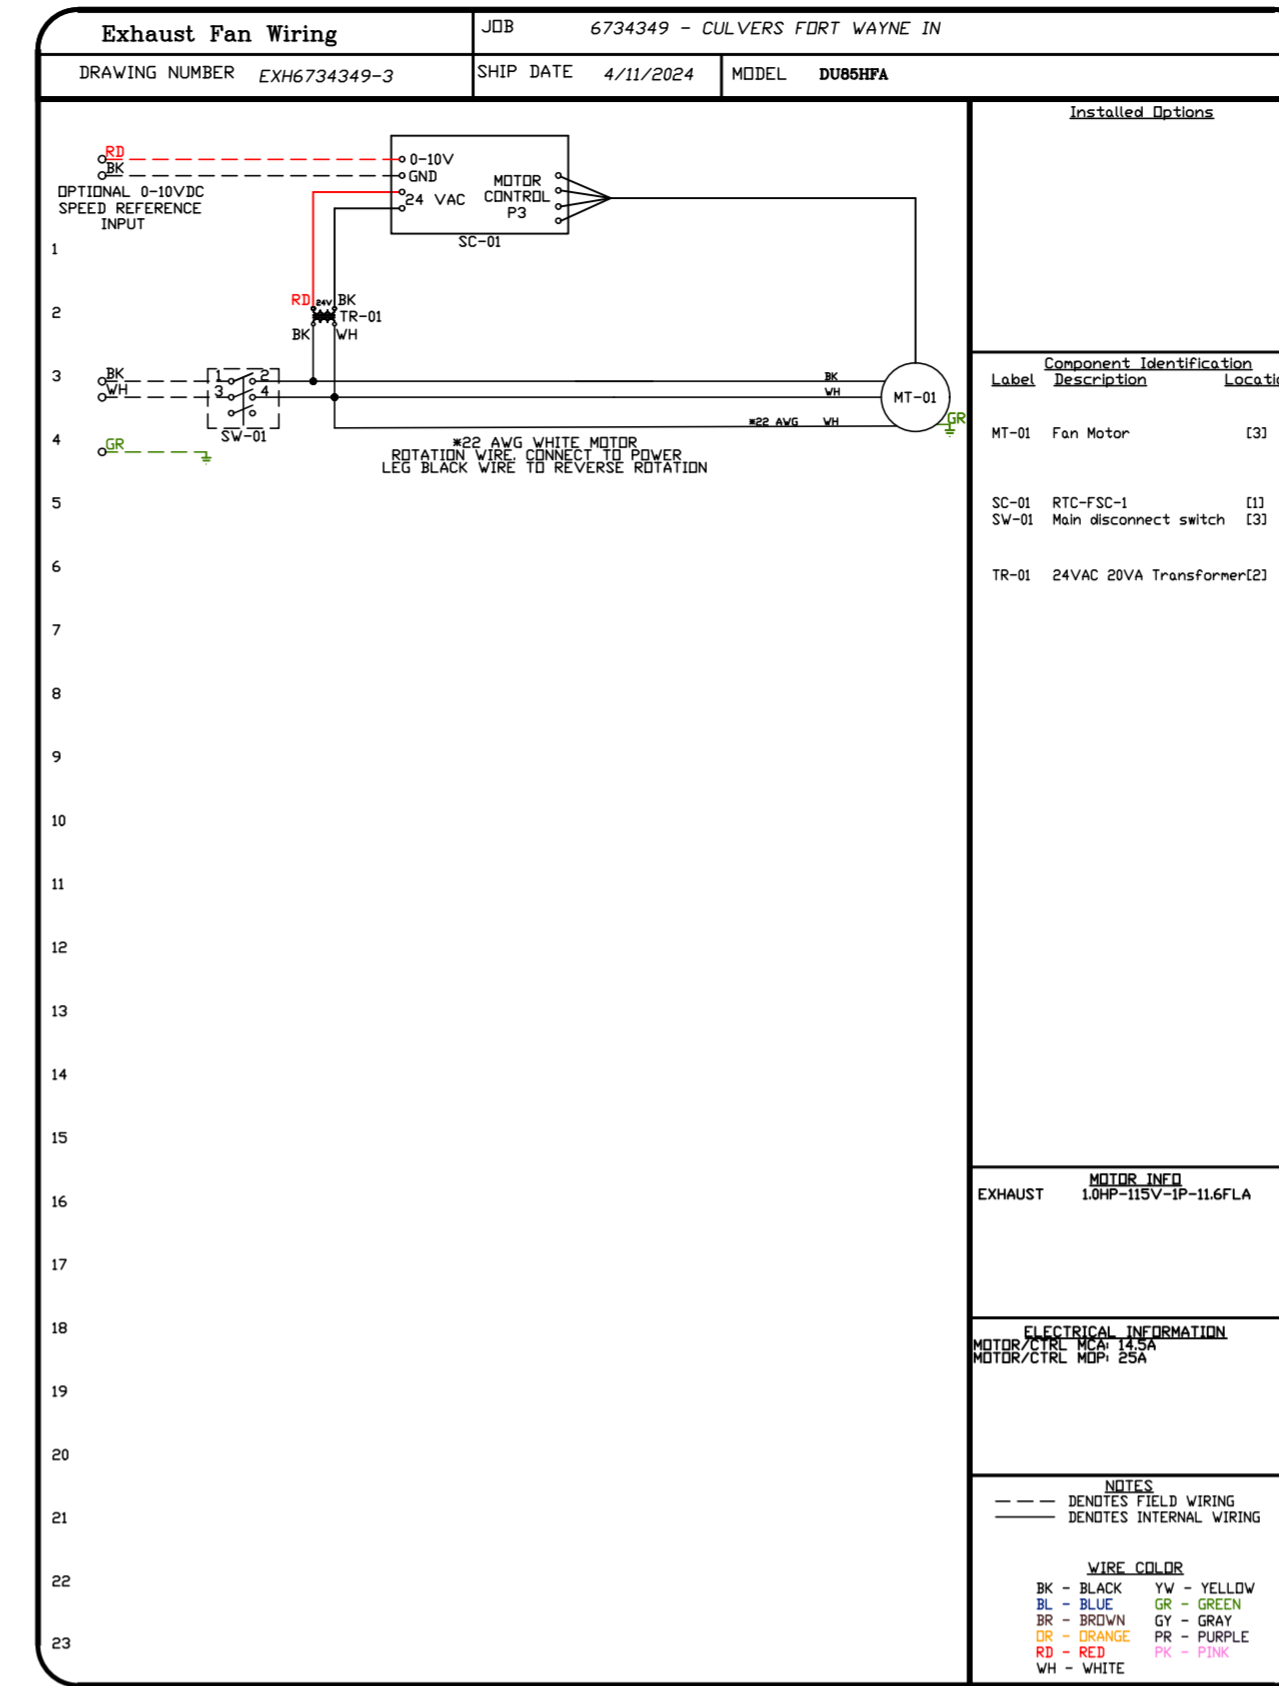 Exhaust Fan Wiring
JOB 6734349 - CULVERS FORT WAYNE IN
DRAWING NUMBER EXH6734349-3
SHIP DATE 4/11/2024
MODEL DU85HFA
RD
BK
OPTIONAL 0-10VDC
SPEED REFERENCE
INPUT
0-10V
GND
24 VAC
MOTOR
CONTROL
P3
SC-01
RD 24V BK
TR-01
BK WH
BK
WH
1 2
3 4
SW-01
GR
BK
WH
*22 AWG WH
MT-01
GR
*22 AWG WHITE MOTOR
ROTATION WIRE. CONNECT TO POWER
LEG BLACK WIRE TO REVERSE ROTATION
1
2
3
4
5
6
7
8
9
10
11
12
13
14
15
16
17
18
19
20
21
22
23
Installed Options
Component Identification
Label Description Locatio
MT-01 Fan Motor [3]
SC-01 RTC-FSC-1 [1]
SW-01 Main disconnect switch [3]
TR-01 24VAC 20VA Transformer[2]
MOTOR INFO
EXHAUST 1.0HP-115V-1P-11.6FLA
ELECTRICAL INFORMATION
MOTOR/CTRL MCA: 14.5A
MOTOR/CTRL MOP: 25A
NOTES
— — — DENOTES FIELD WIRING
——— DENOTES INTERNAL WIRING
WIRE COLOR
BK - BLACK YW - YELLOW
BL - BLUE GR - GREEN
BR - BROWN GY - GRAY
OR - ORANGE PR - PURPLE
RD - RED PK - PINK
WH - WHITE